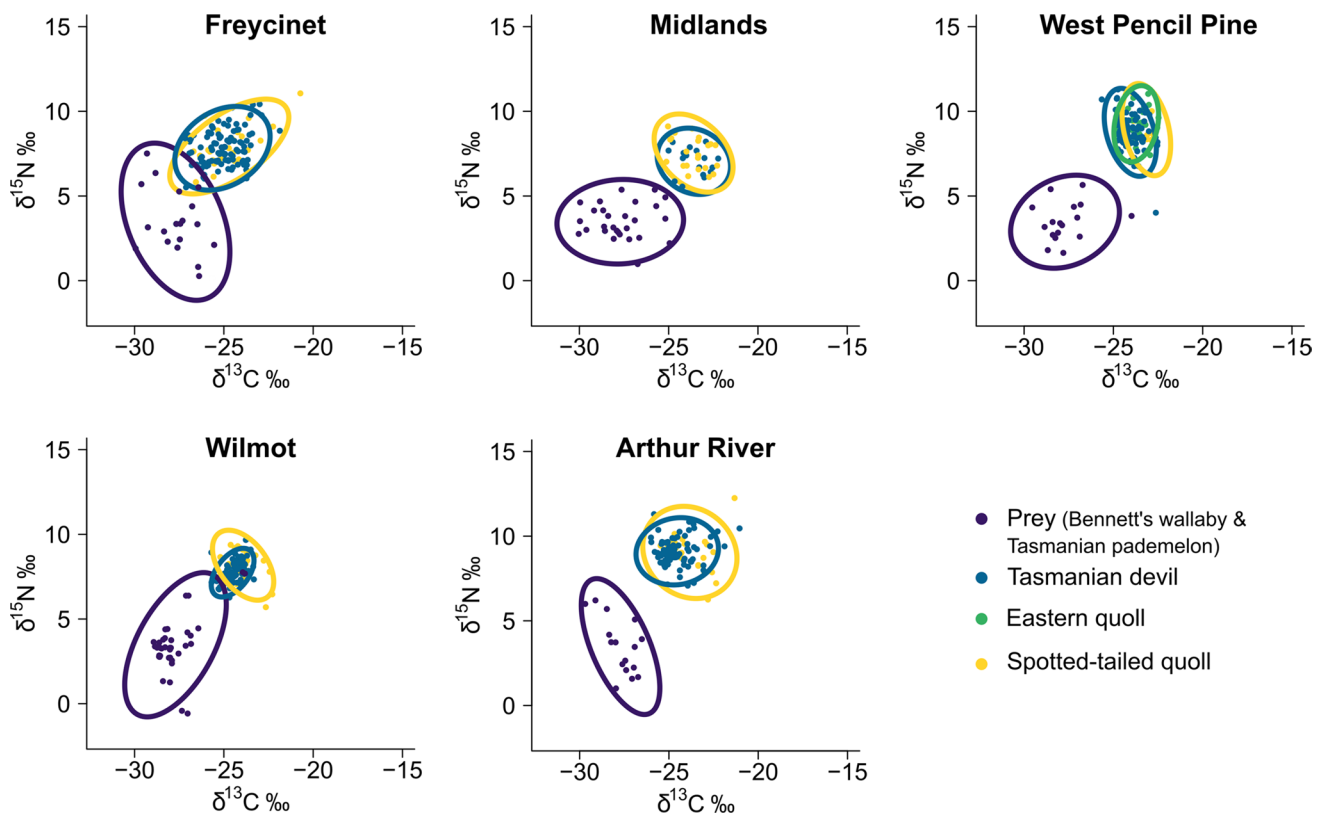 Freycinet
Midlands
West Pencil Pine
15
10
5
0
δ15N ‰
−30
−25
−20
−15
δ13C ‰
15
10
5
0
δ15N ‰
−30
−25
−20
−15
δ13C ‰
15
10
5
0
δ15N ‰
−30
−25
−20
−15
δ13C ‰
Wilmot
Arthur River
15
10
5
0
δ15N ‰
−30
−25
−20
−15
δ13C ‰
15
10
5
0
δ15N ‰
−30
−25
−20
−15
δ13C ‰
Prey (Bennett's wallaby &
Tasmanian pademelon)
Tasmanian devil
Eastern quoll
Spotted-tailed quoll